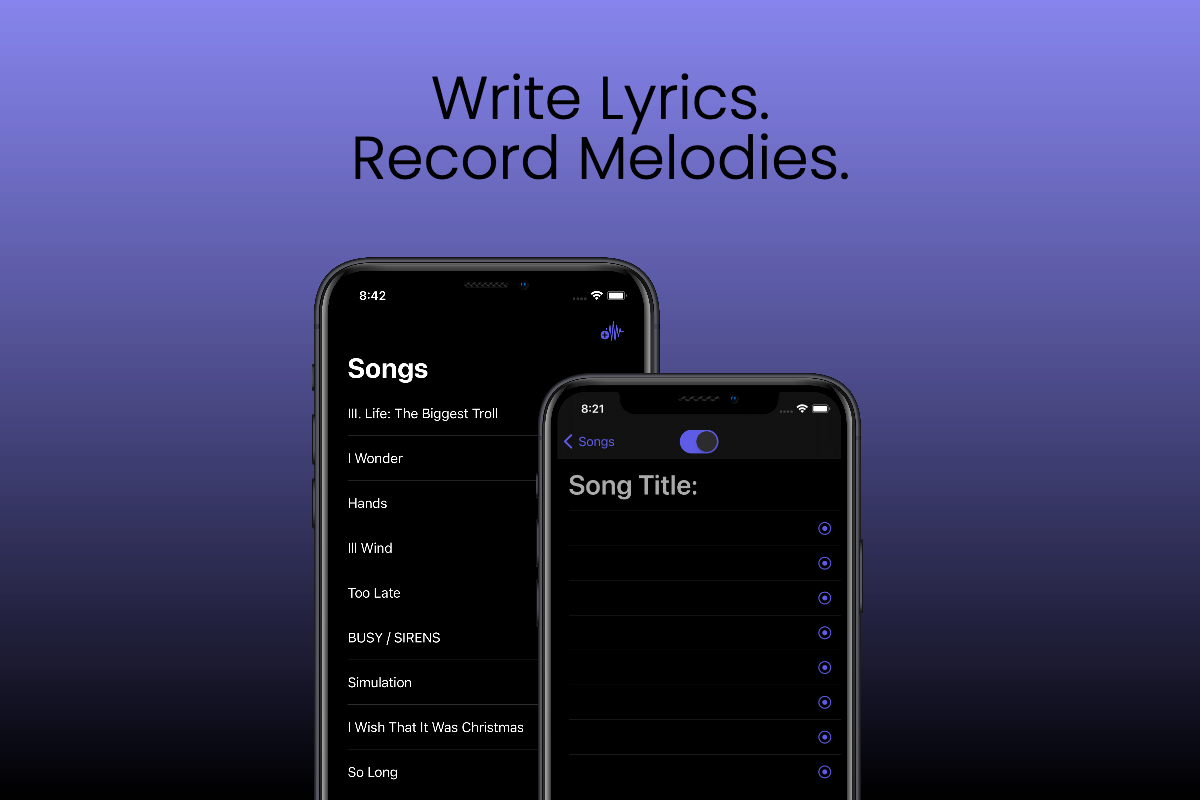 Write Lyrics.
Record Melodies.
8:42
Songs
III. Life: The Biggest Troll
I Wonder
Hands
Ill Wind
Too Late
BUSY / SIRENS
Simulation
I Wish That It Was Christmas
So Long
8:21
Songs
Song Title: